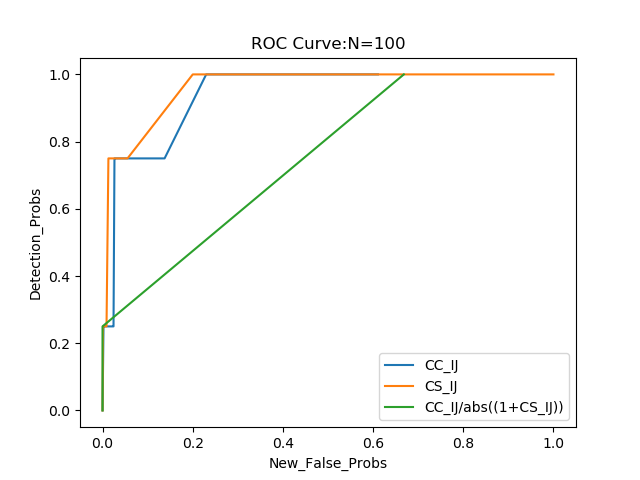 ROC Curve:N=100
1.0
0.8
0.6
0.4
0.2
0.0
Detection_Probs
0.0 0.2 0.4 0.6 0.8 1.0
New_False_Probs
CC_IJ
CS_IJ
CC_IJ/abs((1+CS_IJ))